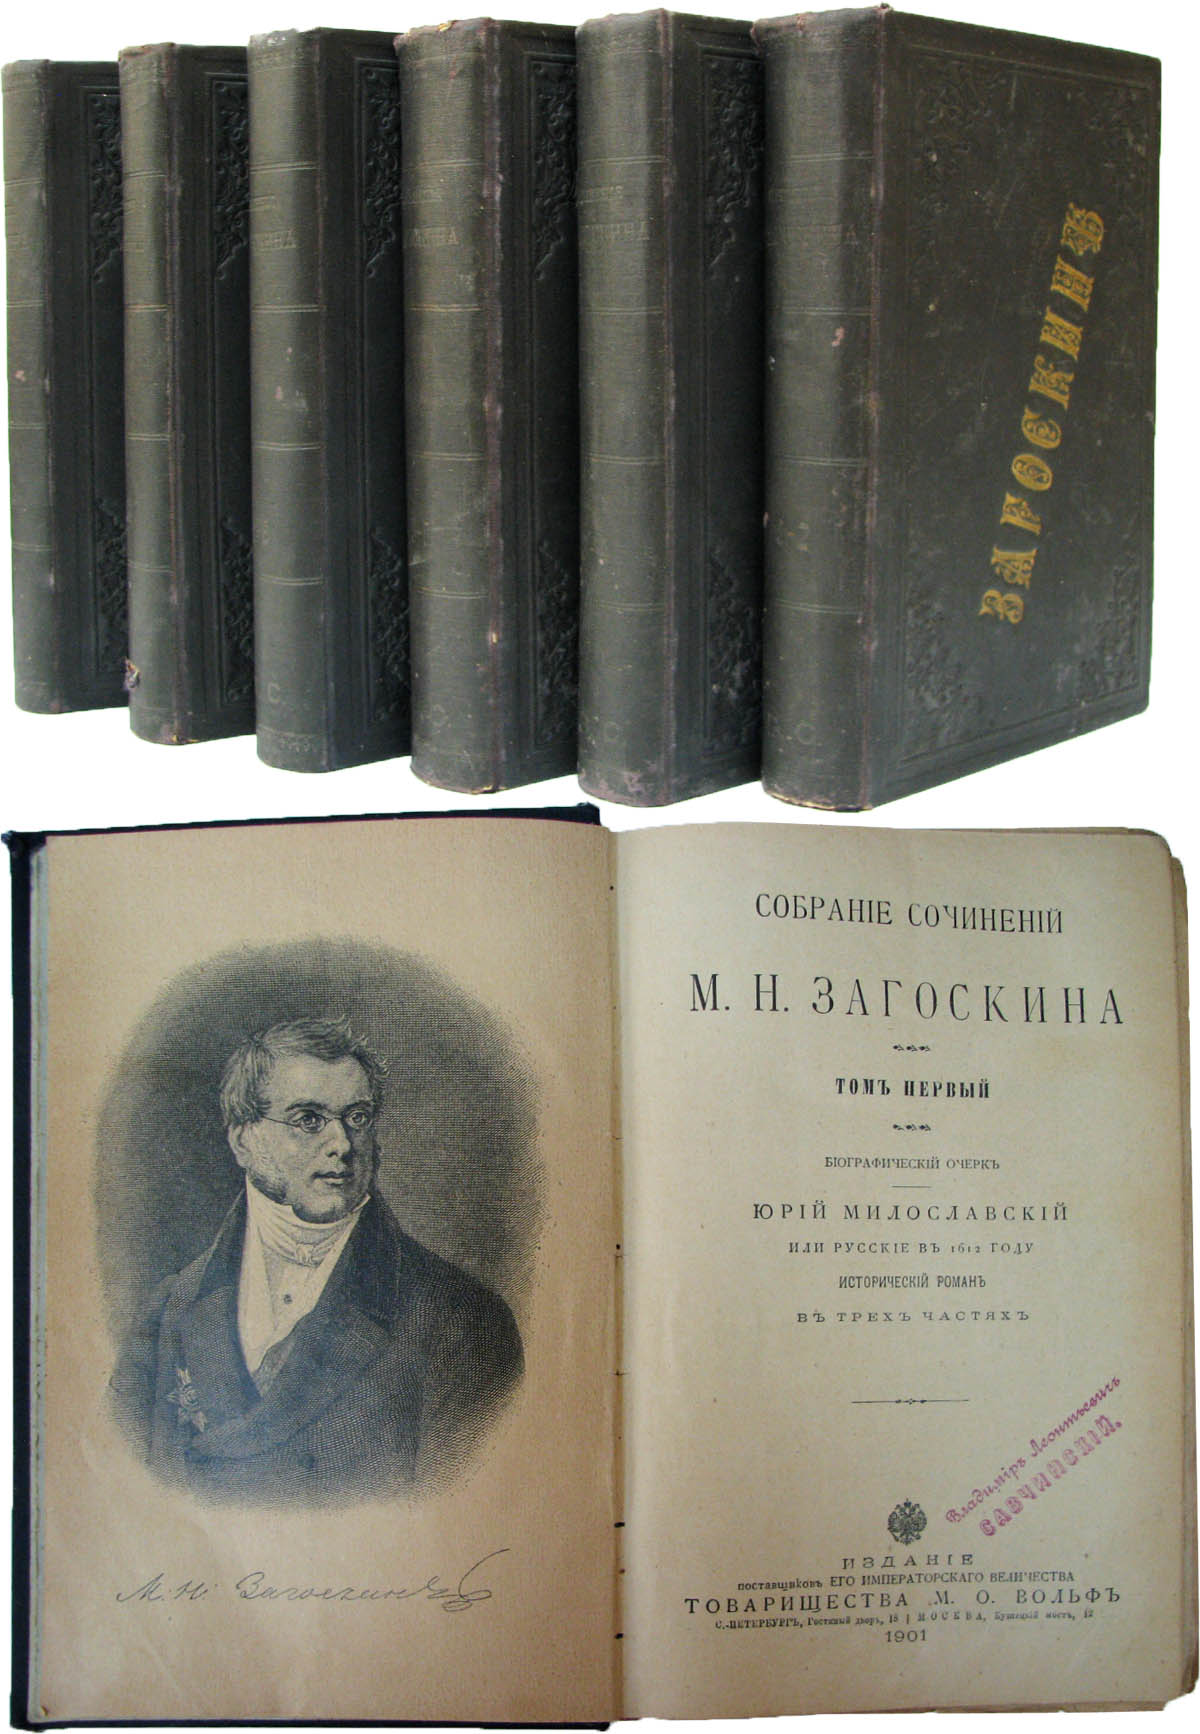 ЗАГОСКИНЪ
СОБРАНІЕ СОЧИНЕНІЙ
М. Н. ЗАГОСКИНА
ТОМЪ ПЕРВЫЙ
БІОГРАФИЧЕСКІЙ ОЧЕРКЪ
ЮРІЙ МИЛОСЛАВСКІЙ
ИЛИ РУССКІЕ ВЪ 1612 ГОДУ
ИСТОРИЧЕСКІЙ РОМАНЪ
ВЪ ТРЕХЪ ЧАСТЯХЪ
Владиміръ Леонтьевичъ
САВЧИНСКІЙ.
ИЗДАНІЕ
поставщиковъ ЕГО ИМПЕРАТОРСКАГО ВЕЛИЧЕСТВА
ТОВАРИЩЕСТВА М. О. ВОЛЬФЪ
С.-ПЕТЕРБУРГЪ, Гостиный дворъ, 18 | МОСКВА, Кузнецкій мостъ, 12
1901
М. Н. Загоскинъ